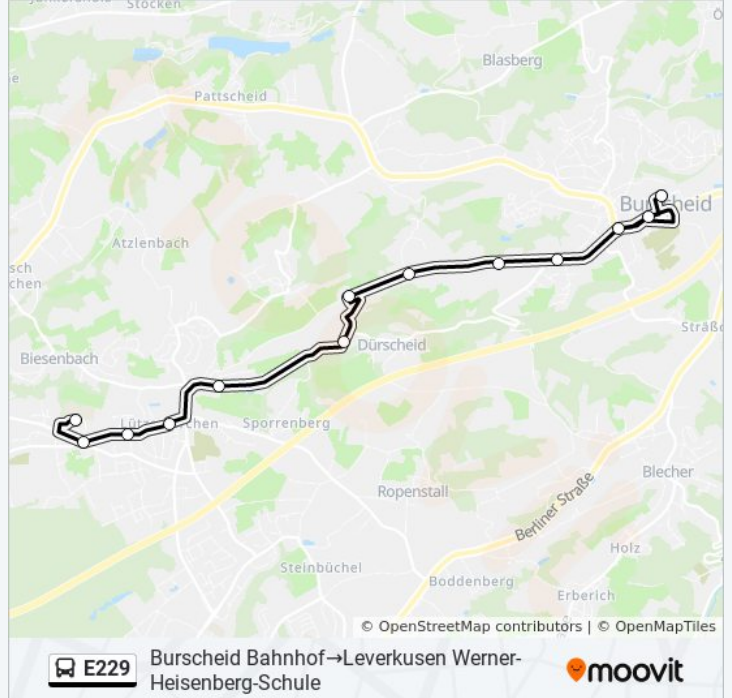 Stocken
Blasberg
Pattscheid
Burscheid
Atzlenbach
Dürscheid
Biesenbach
Sporrenberg
Blecher
Ropenstall
Berliner Straße
Holz
Steinbüchel
Boddenberg
Erberich
© OpenStreetMap contributors | © OpenMapTiles
E229
Burscheid Bahnhof→Leverkusen Werner-
Heisenberg-Schule
moovit